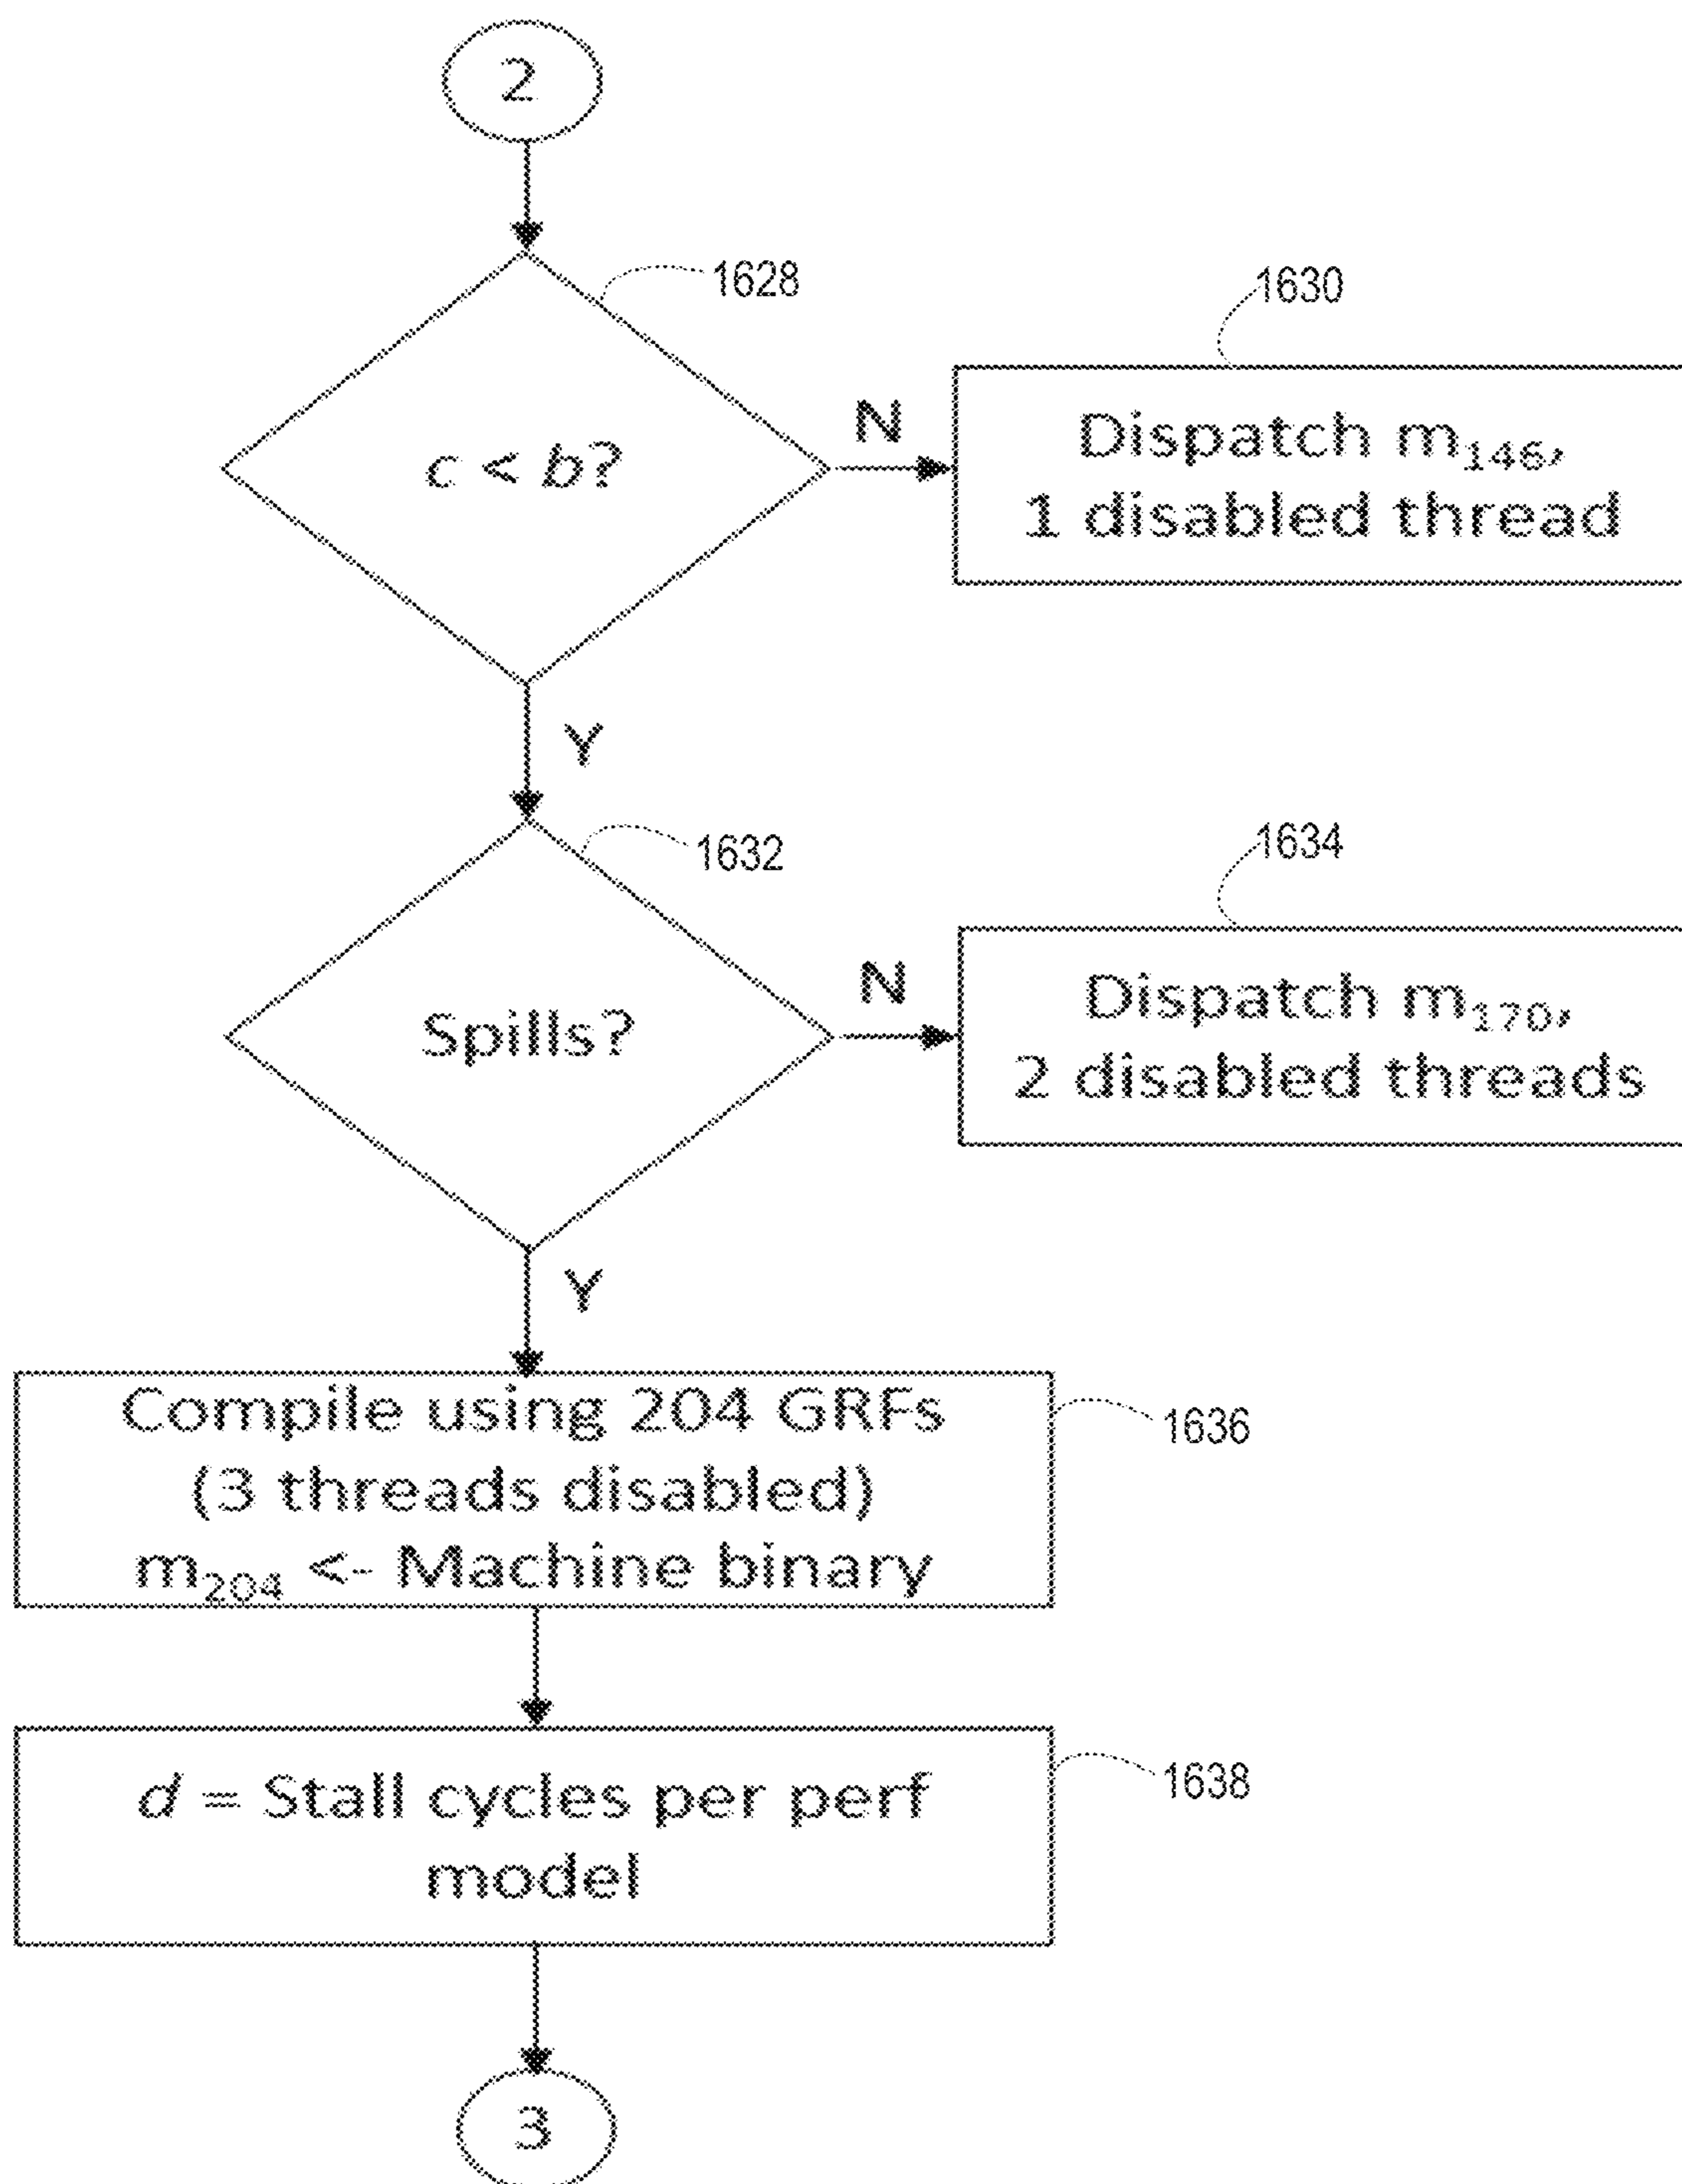 2
1628
1630
c < b?
N
Dispatch m₁₄₆,
1 disabled thread
Y
1632
1634
Spills?
N
Dispatch m₁₇₀,
2 disabled threads
Y
Compile using 204 GRFs
(3 threads disabled)
m₂₀₄ <- Machine binary
1636
d = Stall cycles per perf
model
1638
3